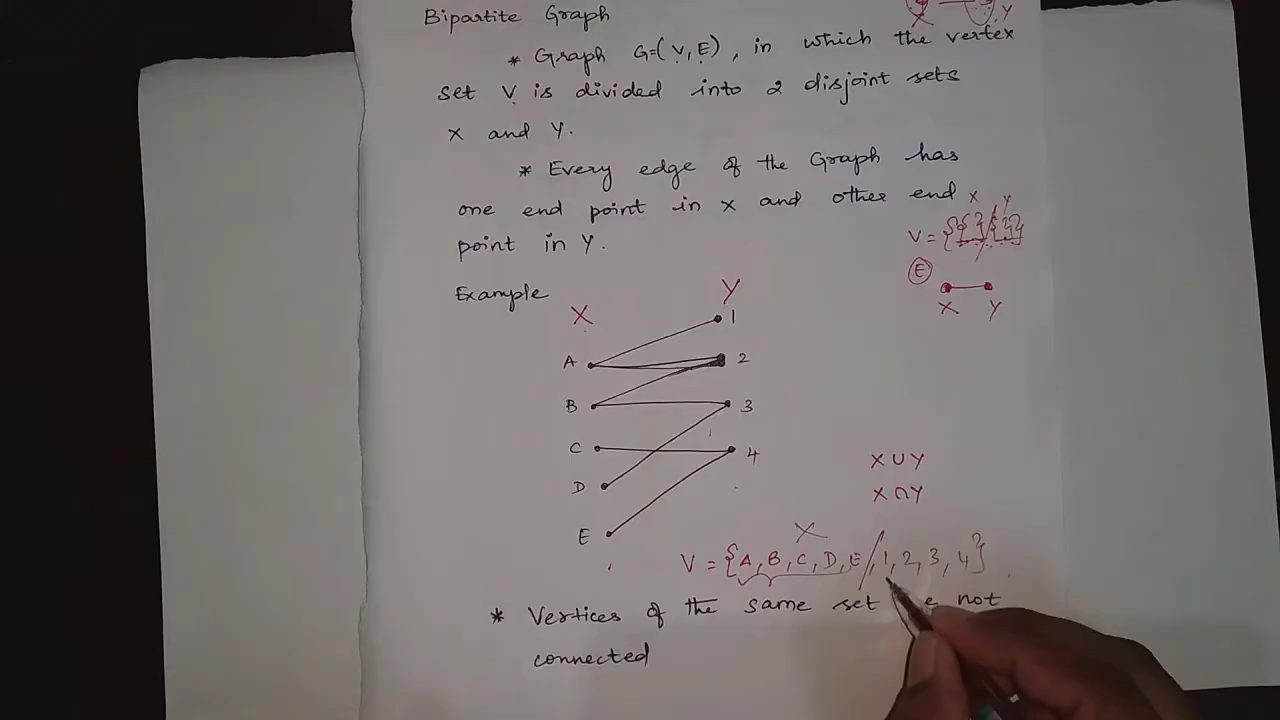 Bipartite Graph
X Y
* Graph G=(V,E), in which the vertex
set V is divided into 2 disjoint sets
X and Y.
* Every edge of the Graph has
one end point in X and other end
point in Y.
X Y
V = {{ }/{ }}
E
X Y
Example
X Y
A
B
C
D
E
1
2
3
4
X ∪ Y
X ∩ Y
X
V = {A, B, C, D, E/, 1, 2, 3, 4}
* Vertices of the same set not
connected